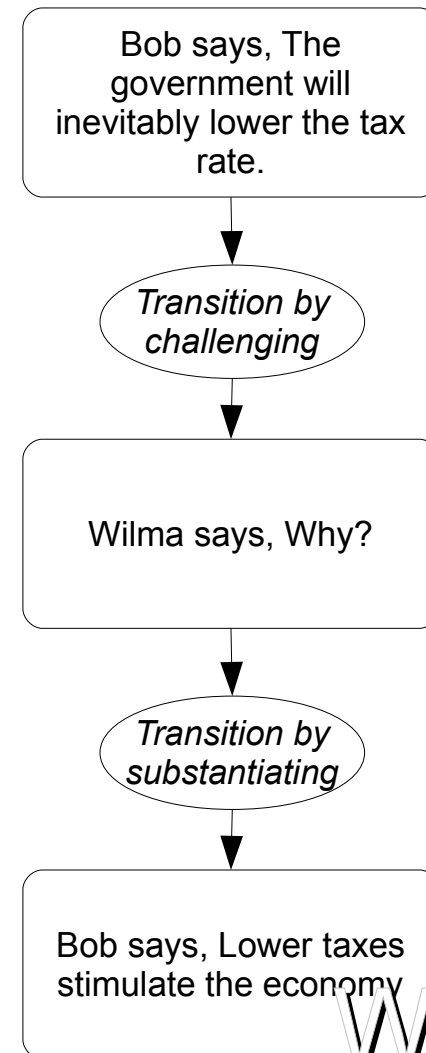 Bob says, The
government will
inevitably lower the tax
rate.
Transition by
challenging
Wilma says, Why?
Transition by
substantiating
Bob says, Lower taxes
stimulate the economy
W